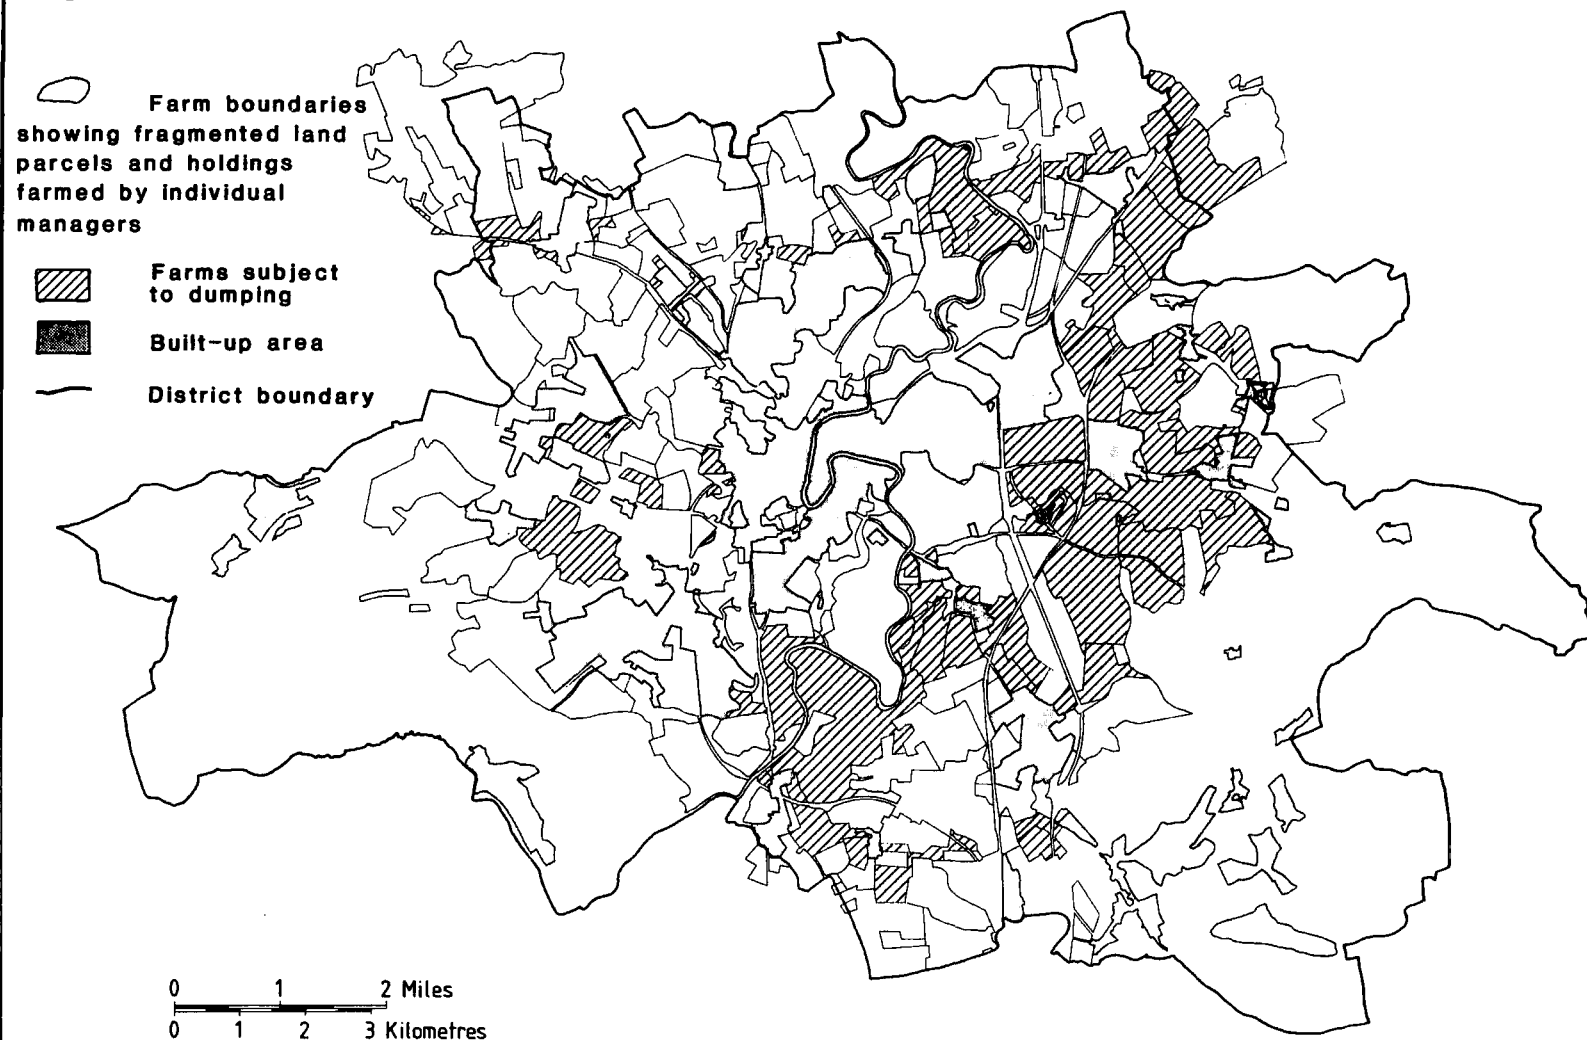 Farm boundaries
showing fragmented land
parcels and holdings
farmed by individual
managers
Farms subject
to dumping
Built-up area
District boundary
0 1 2 Miles
0 1 2 3 Kilometres